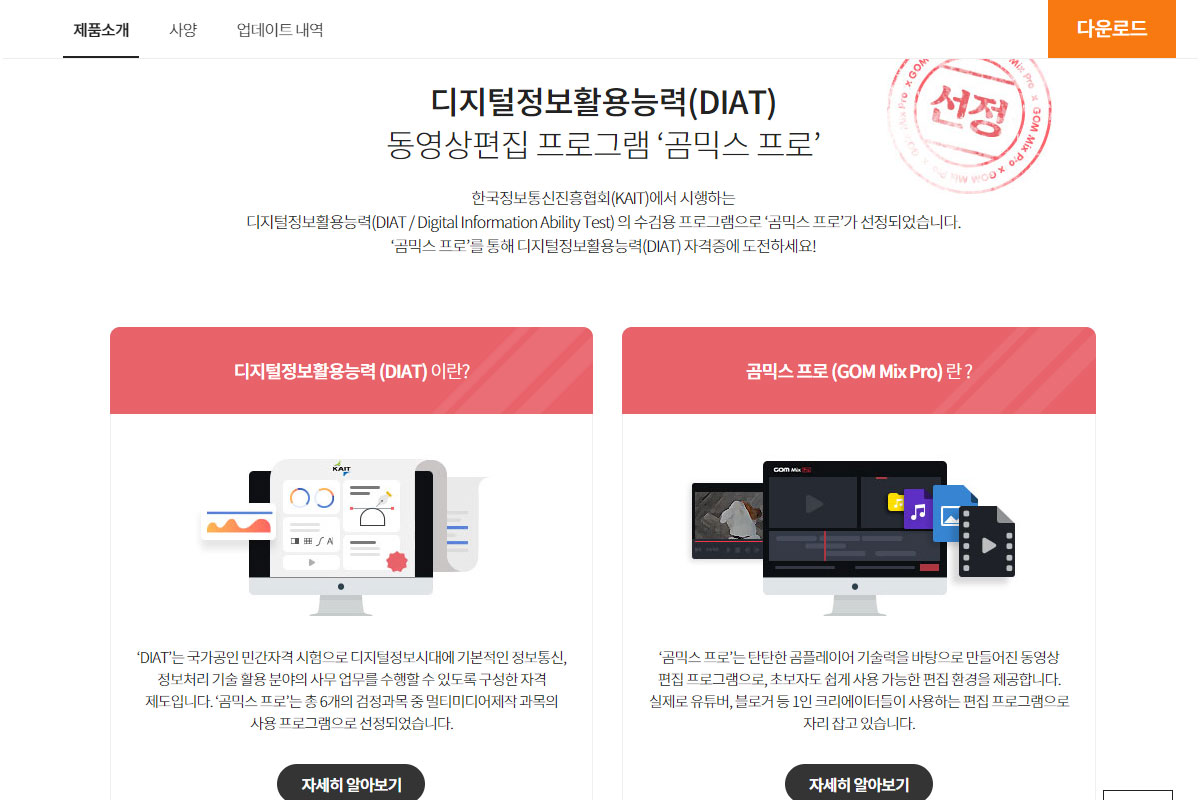 제품소개 사양 업데이트 내역 다운로드
디지털정보활용능력(DIAT)
동영상편집 프로그램 ‘곰믹스 프로’
선정
한국정보통신진흥협회(KAIT)에서 시행하는
디지털정보활용능력(DIAT / Digital Information Ability Test) 의 수검용 프로그램으로 ‘곰믹스 프로’가 선정되었습니다.
‘곰믹스 프로’를 통해 디지털정보활용능력(DIAT) 자격증에 도전하세요!
디지털정보활용능력 (DIAT) 이란?
KAIT
‘DIAT’는 국가공인 민간자격 시험으로 디지털정보시대에 기본적인 정보통신,
정보처리 기술 활용 분야의 사무 업무를 수행할 수 있도록 구성한 자격
제도입니다. ‘곰믹스 프로’는 총 6개의 검정과목 중 멀티미디어제작 과목의
사용 프로그램으로 선정되었습니다.
자세히 알아보기
곰믹스 프로 (GOM Mix Pro) 란 ?
GOM Mix
‘곰믹스 프로’는 탄탄한 곰플레이어 기술력을 바탕으로 만들어진 동영상
편집 프로그램으로, 초보자도 쉽게 사용 가능한 편집 환경을 제공합니다.
실제로 유튜버, 블로거 등 1인 크리에이터들이 사용하는 편집 프로그램으로
자리 잡고 있습니다.
자세히 알아보기